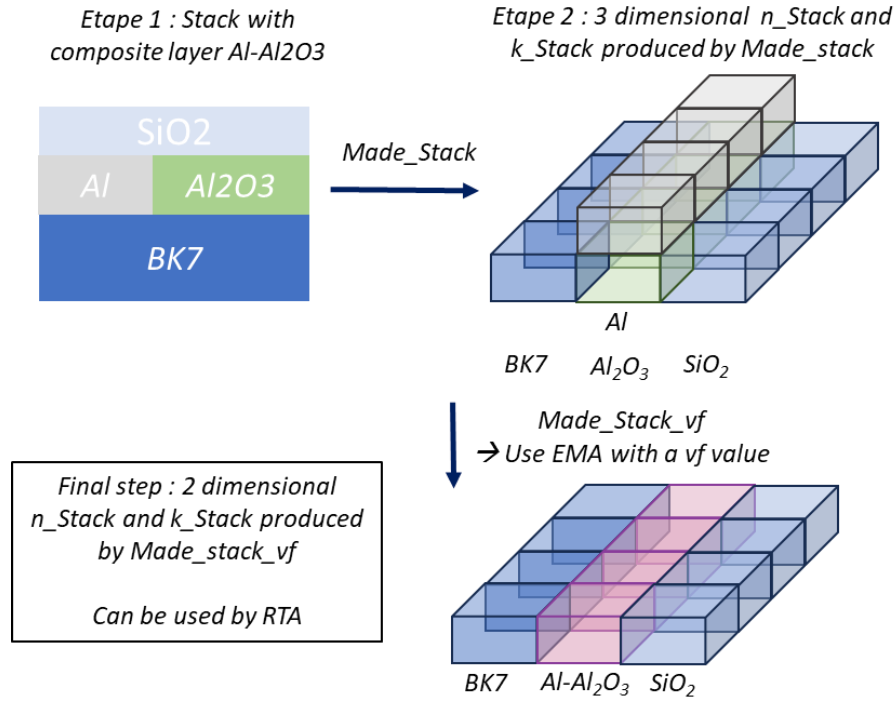 Etape 1 : Stack with
composite layer Al-Al2O3
Etape 2 : 3 dimensional n_Stack and
k_Stack produced by Made_stack
SiO2
Al
Al2O3
BK7
Made_Stack
Al
BK7
Al₂O₃
SiO₂
Made_Stack_vf
→ Use EMA with a vf value
Final step : 2 dimensional
n_Stack and k_Stack produced
by Made_stack_vf
Can be used by RTA
BK7
Al-Al₂O₃
SiO₂